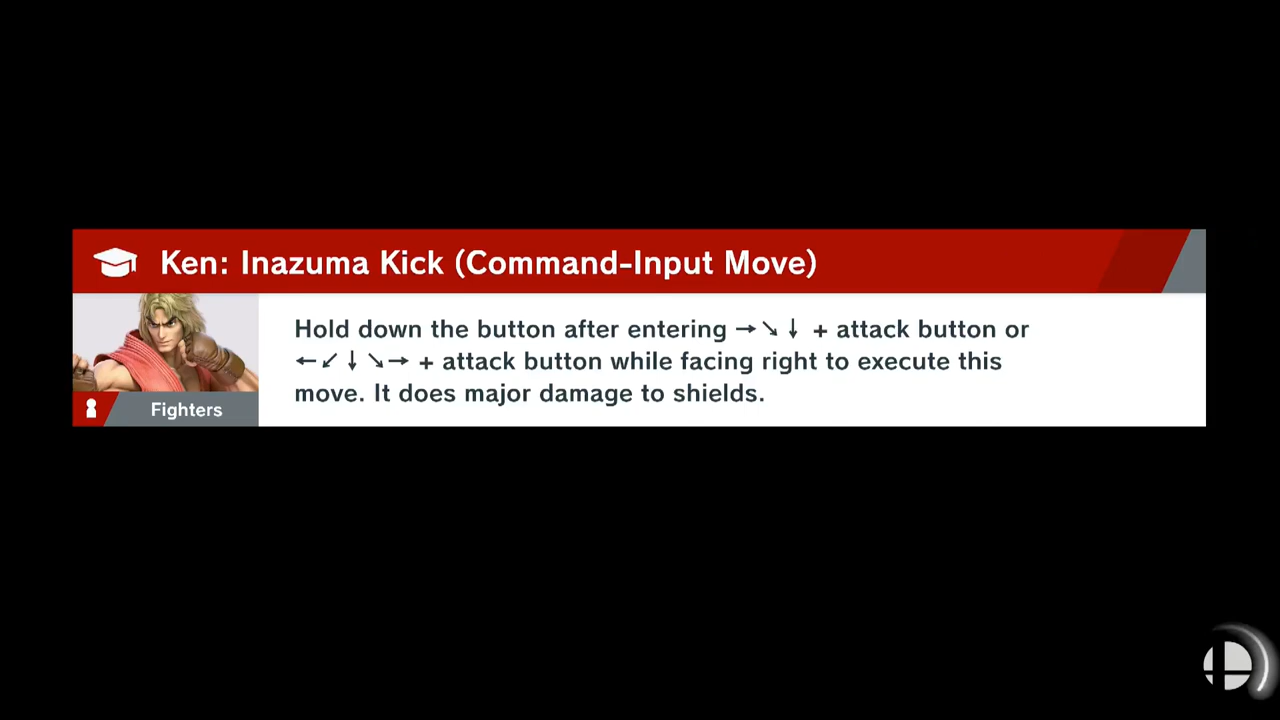 Ken: Inazuma Kick (Command-Input Move)
Hold down the button after entering →↘↓ + attack button or
←↙↓↘→ + attack button while facing right to execute this
move. It does major damage to shields.
Fighters